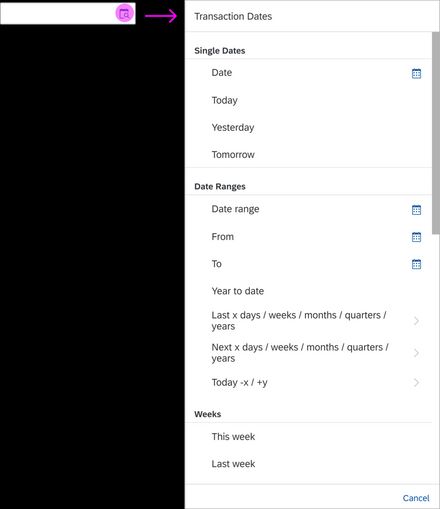 Transaction Dates
Single Dates
Date
Today
Yesterday
Tomorrow
Date Ranges
Date range
From
To
Year to date
Last x days / weeks / months / quarters /
years
Next x days / weeks / months / quarters /
years
Today -x / +y
Weeks
This week
Last week
Cancel